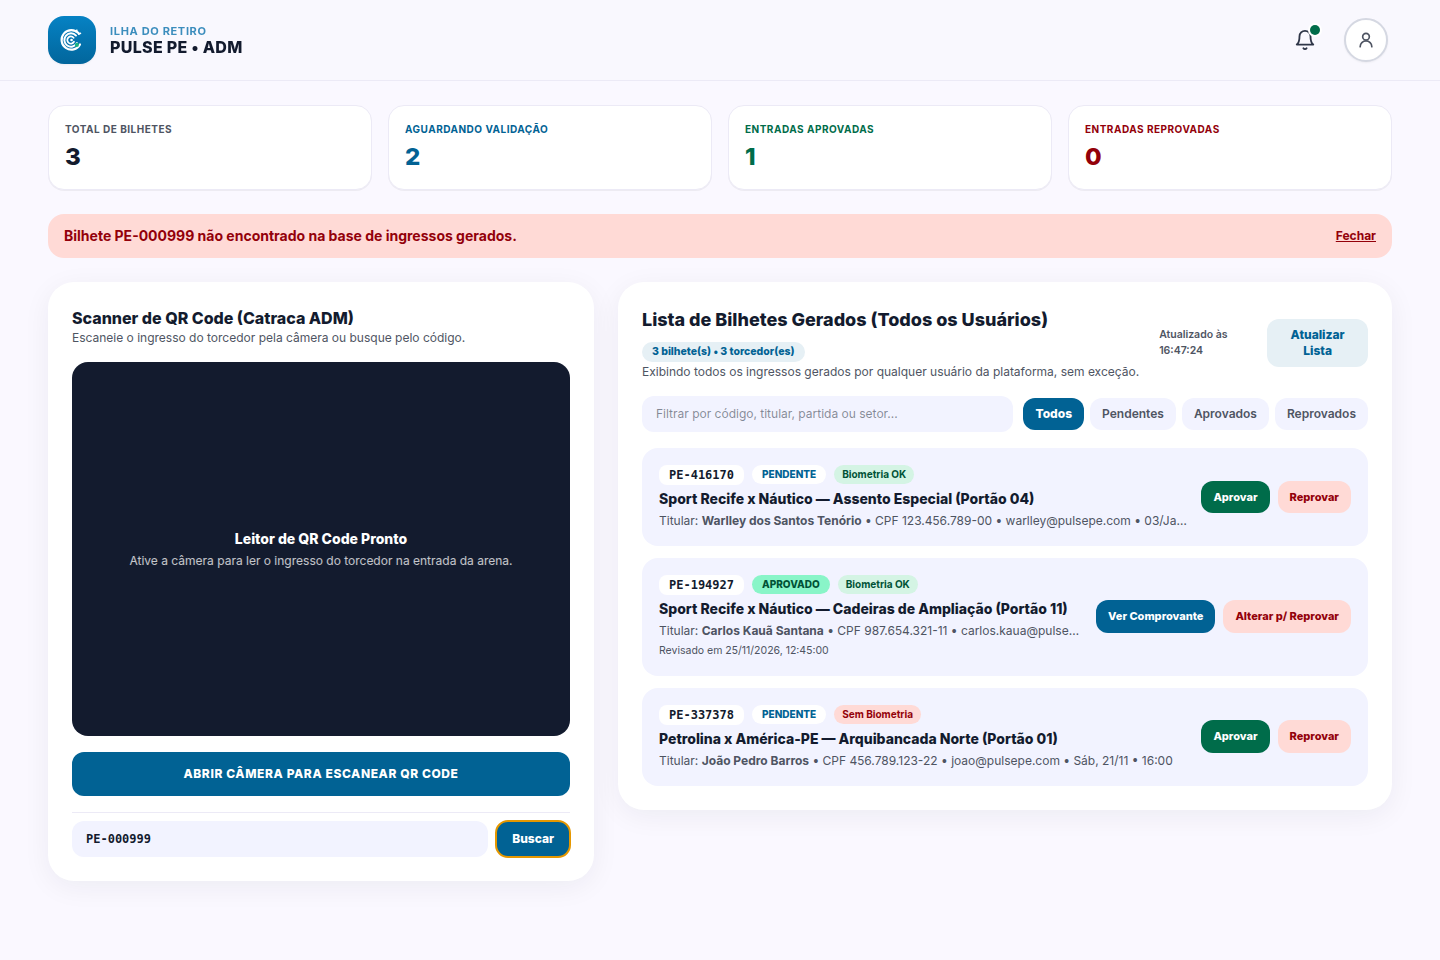 ILHA DO RETIRO
PULSE PE • ADM
TOTAL DE BILHETES
3
AGUARDANDO VALIDAÇÃO
2
ENTRADAS APROVADAS
1
ENTRADAS REPROVADAS
0
Bilhete PE-000999 não encontrado na base de ingressos gerados.
Fechar
Scanner de QR Code (Catraca ADM)
Escaneie o ingresso do torcedor pela câmera ou busque pelo código.
Leitor de QR Code Pronto
Ative a câmera para ler o ingresso do torcedor na entrada da arena.
ABRIR CÂMERA PARA ESCANEAR QR CODE
PE-000999
Buscar
Lista de Bilhetes Gerados (Todos os Usuários)
3 bilhete(s) • 3 torcedor(es)
Exibindo todos os ingressos gerados por qualquer usuário da plataforma, sem exceção.
Atualizado às
16:47:24
Atualizar
Lista
Filtrar por código, titular, partida ou setor...
Todos
Pendentes
Aprovados
Reprovados
PE-416170 PENDENTE Biometria OK
Sport Recife x Náutico — Assento Especial (Portão 04)
Titular: Warlley dos Santos Tenório • CPF 123.456.789-00 • warlley@pulsepe.com • 03/Ja...
Aprovar
Reprovar
PE-194927 APROVADO Biometria OK
Sport Recife x Náutico — Cadeiras de Ampliação (Portão 11)
Titular: Carlos Kauã Santana • CPF 987.654.321-11 • carlos.kaua@pulse...
Revisado em 25/11/2026, 12:45:00
Ver Comprovante
Alterar p/ Reprovar
PE-337378 PENDENTE Sem Biometria
Petrolina x América-PE — Arquibancada Norte (Portão 01)
Titular: João Pedro Barros • CPF 456.789.123-22 • joao@pulsepe.com • Sáb, 21/11 • 16:00
Aprovar
Reprovar